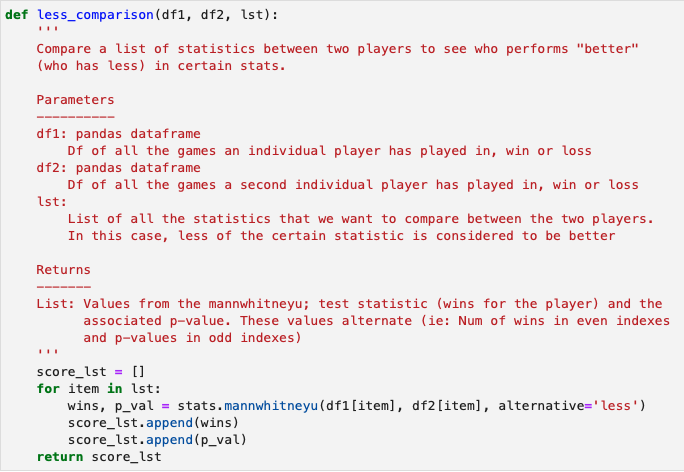 def less_comparison(df1, df2, lst):
    '''
    Compare a list of statistics between two players to see who performs "better"
    (who has less) in certain stats.

    Parameters
    ----------
    df1: pandas dataframe
        Df of all the games an individual player has played in, win or loss
    df2: pandas dataframe
        Df of all the games a second individual player has played in, win or loss
    lst:
        List of all the statistics that we want to compare between the two players.
        In this case, less of the certain statistic is considered to be better

    Returns
    -------
    List: Values from the mannwhitneyu; test statistic (wins for the player) and the
          associated p-value. These values alternate (ie: Num of wins in even indexes
          and p-values in odd indexes)
    '''
    score_lst = []
    for item in lst:
        wins, p_val = stats.mannwhitneyu(df1[item], df2[item], alternative='less')
        score_lst.append(wins)
        score_lst.append(p_val)
    return score_lst